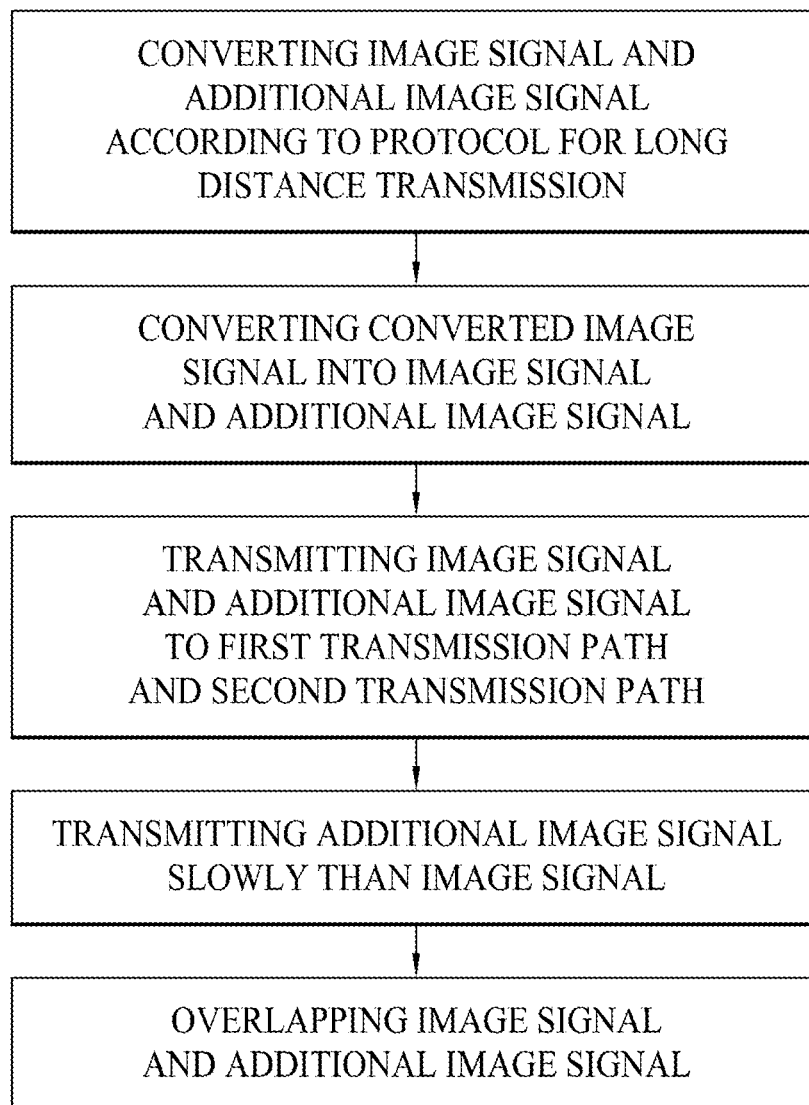 CONVERTING IMAGE SIGNAL AND
ADDITIONAL IMAGE SIGNAL
ACCORDING TO PROTOCOL FOR LONG
DISTANCE TRANSMISSION
CONVERTING CONVERTED IMAGE
SIGNAL INTO IMAGE SIGNAL
AND ADDITIONAL IMAGE SIGNAL
TRANSMITTING IMAGE SIGNAL
AND ADDITIONAL IMAGE SIGNAL
TO FIRST TRANSMISSION PATH
AND SECOND TRANSMISSION PATH
TRANSMITTING ADDITIONAL IMAGE SIGNAL
SLOWLY THAN IMAGE SIGNAL
OVERLAPPING IMAGE SIGNAL
AND ADDITIONAL IMAGE SIGNAL